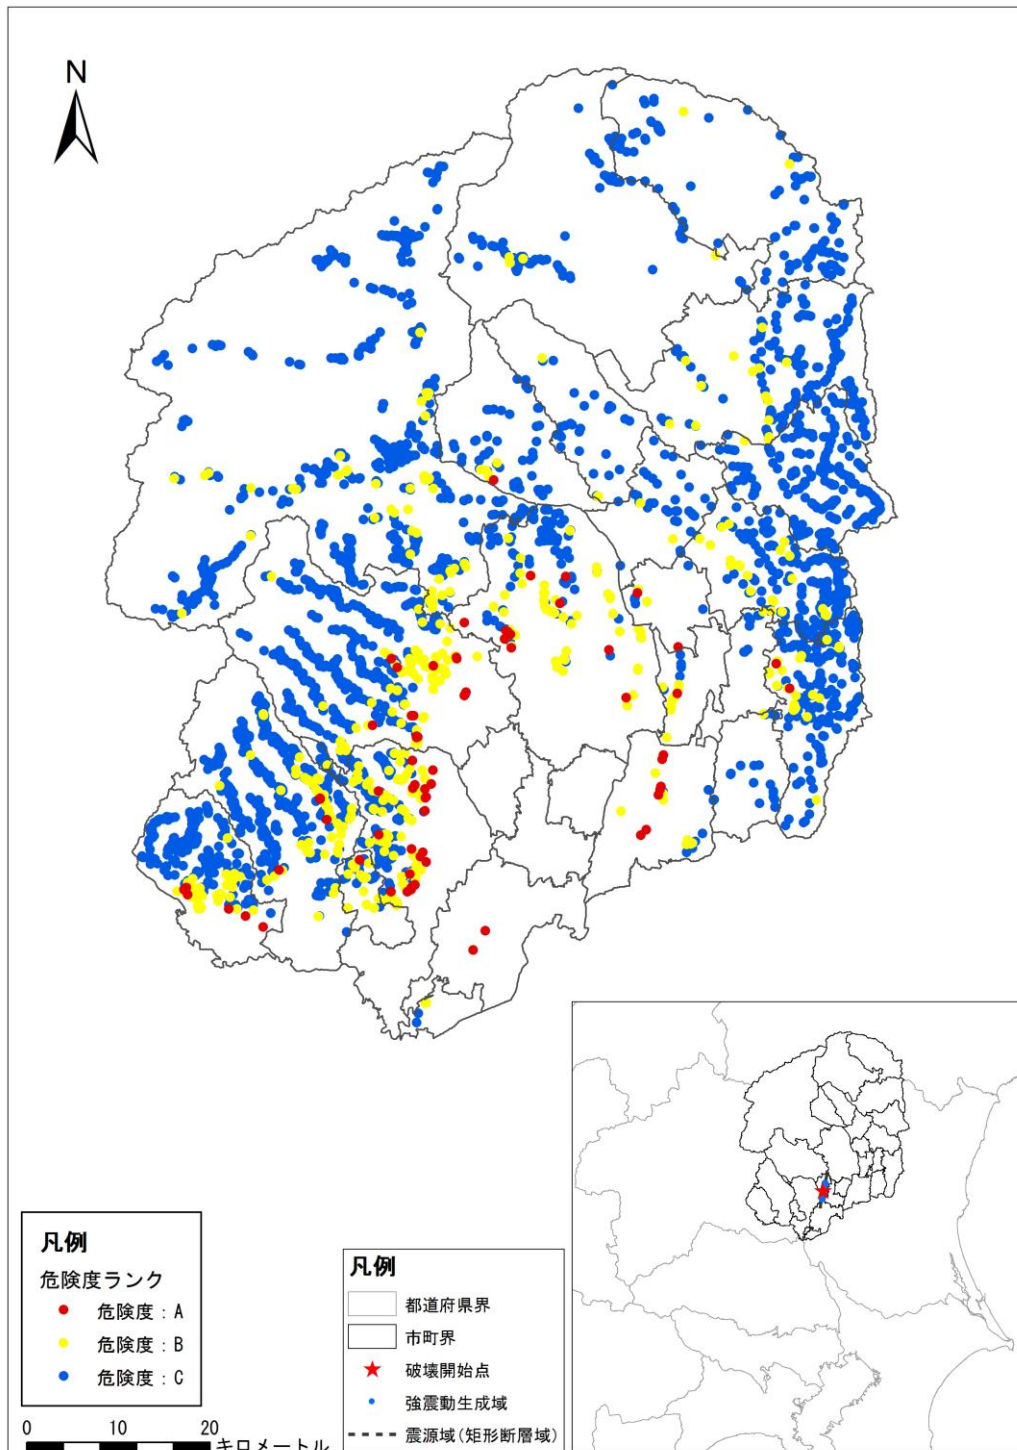 N
凡例
危険度ランク
危険度：A
危険度：B
危険度：C
0 10 20
キロメートル
凡例
都道府県界
市町界
破壊開始点
強震動生成域
震源域（矩形断層域）